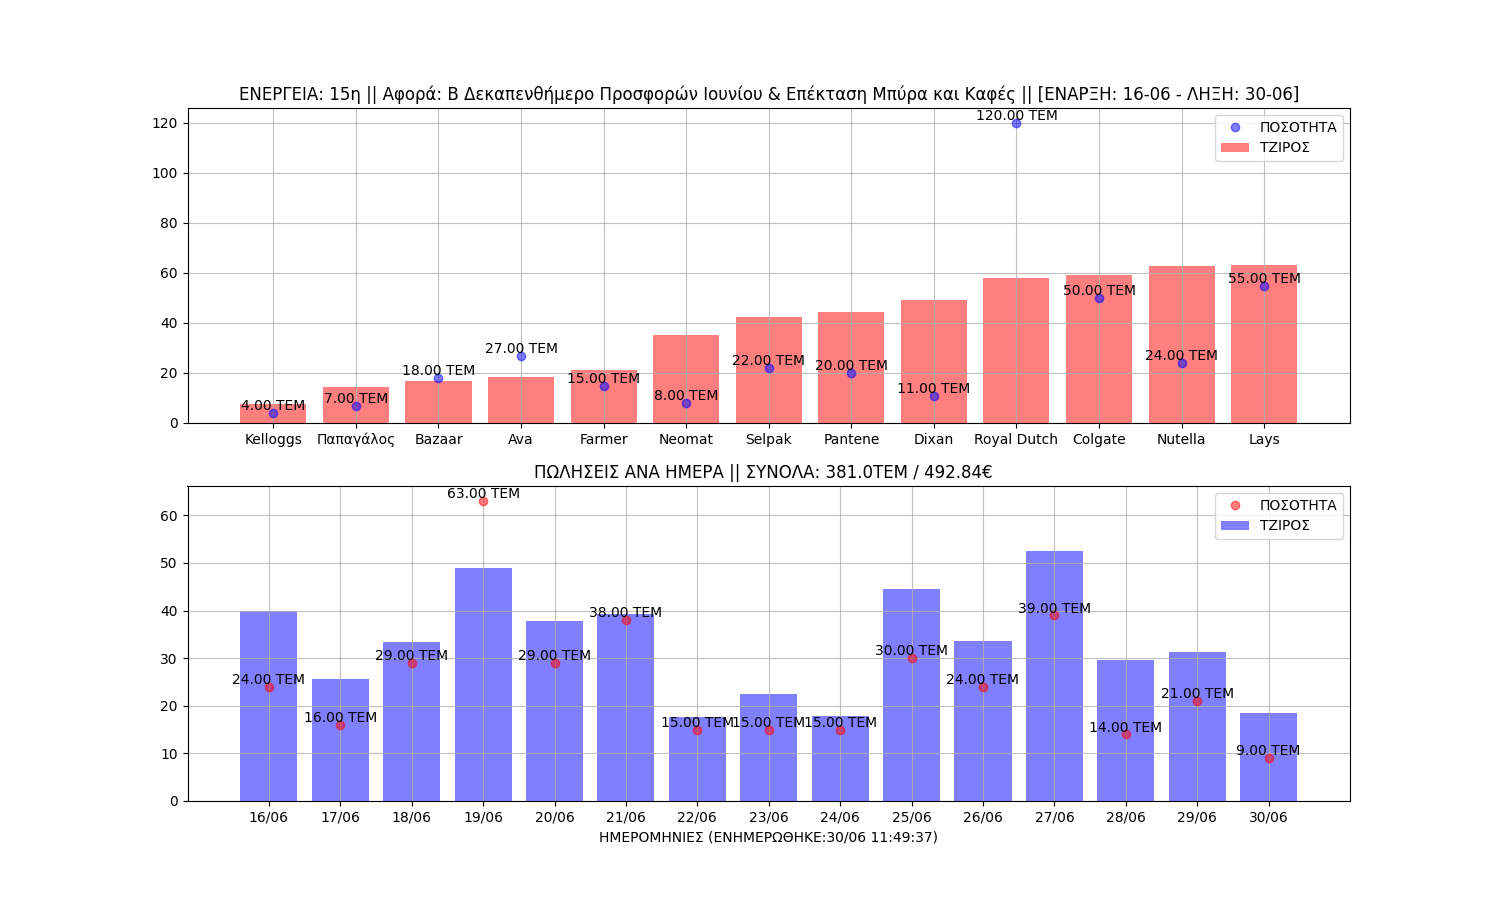 ΕΝΕΡΓΕΙΑ: 15η || Αφορά: Β Δεκαπενθήμερο Προσφορών Ιουνίου & Επέκταση Μπύρα και Καφές || [ΕΝΑΡΞΗ: 16-06 - ΛΗΞΗ: 30-06]
120.00 TEM
ΠΟΣΟΤΗΤΑ
ΤΖΙΡΟΣ
120
100
80
60
40
20
0
4.00 TEM
7.00 TEM
18.00 TEM
27.00 TEM
15.00 TEM
8.00 TEM
22.00 TEM
20.00 TEM
11.00 TEM
50.00 TEM
24.00 TEM
55.00 TEM
Kelloggs Παπαγάλος Bazaar Ava Farmer Neomat Selpak Pantene Dixan Royal Dutch Colgate Nutella Lays
ΠΩΛΗΣΕΙΣ ΑΝΑ ΗΜΕΡΑ || ΣΥΝΟΛΑ: 381.0ΤΕΜ / 492.84€
ΠΟΣΟΤΗΤΑ
ΤΖΙΡΟΣ
60
50
40
30
20
10
0
24.00 TEM
16.00 TEM
29.00 TEM
63.00 TEM
29.00 TEM
38.00 TEM
15.00 TEM
15.00 TEM
15.00 TEM
30.00 TEM
24.00 TEM
39.00 TEM
14.00 TEM
21.00 TEM
9.00 TEM
16/06 17/06 18/06 19/06 20/06 21/06 22/06 23/06 24/06 25/06 26/06 27/06 28/06 29/06 30/06
ΗΜΕΡΟΜΗΝΙΕΣ (ΕΝΗΜΕΡΩΘΗΚΕ:30/06 11:49:37)